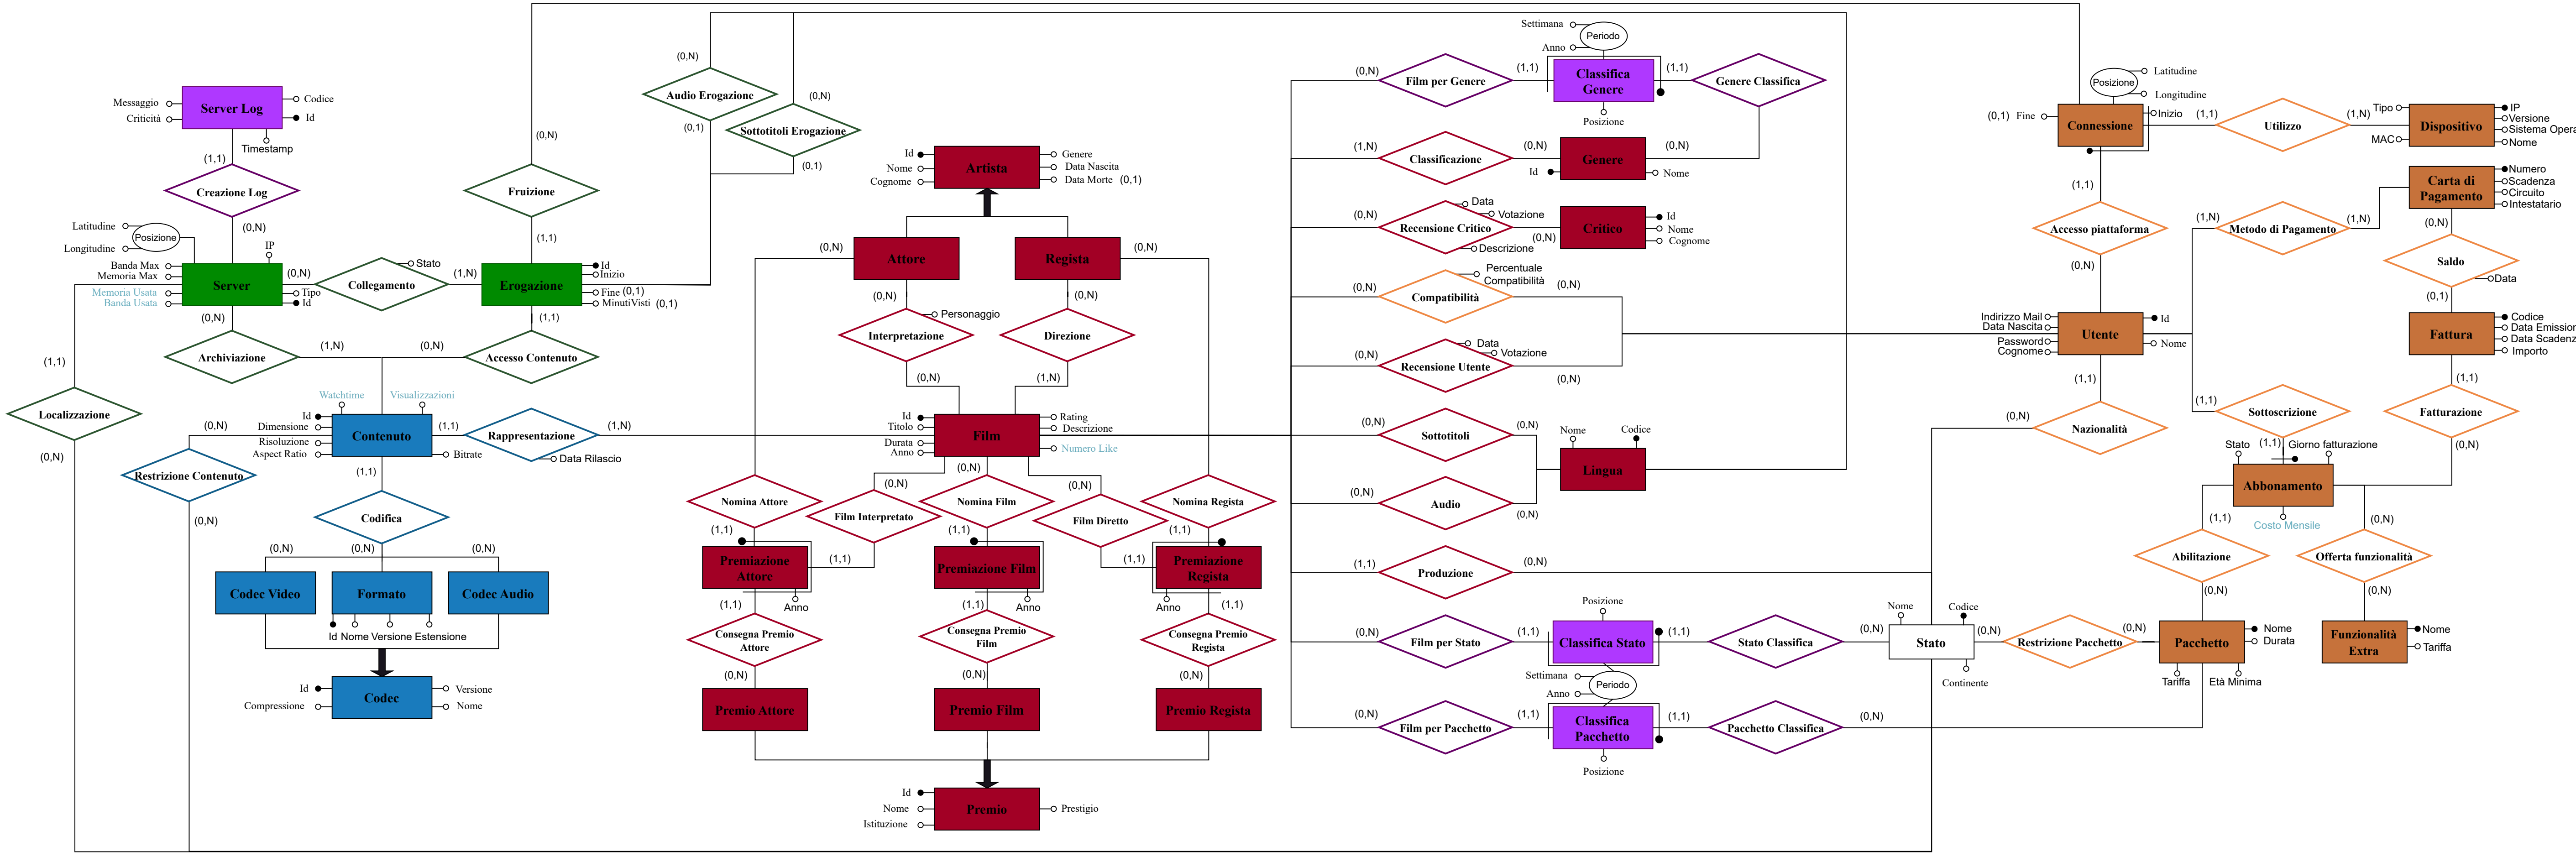 Settimana
Periodo
Anno
(0,N)
Film per Genere
(1,1)
Classifica
Genere
(1,1)
Genere Classifica
Posizione
Posizione
Latitudine
Longitudine
(0,1) Fine
Connessione
Inizio
(1,1)
Utilizzo
(1,N)
Tipo
MAC
Dispositivo
IP
Versione
Sistema Opera
Nome
(0,N)
Audio Erogazione
(0,1)
(0,N)
Sottotitoli Erogazione
(0,1)
Messaggio
Criticità
Server Log
Codice
Id
Timestamp
(1,1)
Creazione Log
(0,N)
(0,N)
Fruizione
(1,1)
Latitudine
Posizione
Longitudine
IP
Banda Max
Memoria Max
Memoria Usata
Banda Usata
Server
Tipo
Id
(0,N)
Stato
Collegamento
(1,N)
Erogazione
Id
Inizio
Fine (0,1)
MinutiVisti (0,1)
(0,N)
Archiviazione
(1,N)
(0,N)
Accesso Contenuto
(1,1)
(1,1)
Localizzazione
(0,N)
Watchtime
Visualizzazioni
Id
Dimensione
Risoluzione
Aspect Ratio
Contenuto
Bitrate
(1,1)
Rappresentazione
Data Rilascio
(1,N)
(0,N)
Restrizione Contenuto
(0,N)
(1,1)
Codifica
(0,N)
(0,N)
(0,N)
Codec Video
Formato
Codec Audio
Id Nome Versione Estensione
Id
Compressione
Codec
Versione
Nome
Id
Nome
Cognome
Artista
Genere
Data Nascita
Data Morte (0,1)
(0,N)
Attore
Regista
(0,N)
(0,N)
Personaggio
Interpretazione
(0,N)
(0,N)
Direzione
(1,N)
Id
Titolo
Durata
Anno
Film
Rating
Descrizione
Numero Like
Nomina Attore
(1,1)
(0,N)
Film Interpretato
(1,1)
(0,N)
Nomina Film
(1,1)
(0,N)
Film Diretto
(1,1)
Nomina Regista
(1,1)
Premiazione
Attore
Anno
Premiazione Film
Anno
Premiazione
Regista
Anno
(1,1)
Consegna Premio
Attore
(0,N)
(1,1)
Consegna Premio
Film
(0,N)
(1,1)
Consegna Premio
Regista
(0,N)
Premio Attore
Premio Film
Premio Regista
Id
Nome
Istituzione
Premio
Prestigio
(1,N)
Classificazione
(0,N)
Genere
(0,N)
Id
Nome
(0,N)
Data
Votazione
Recensione Critico
Descrizione
(0,N)
Critico
Id
Nome
Cognome
(0,N)
Percentuale
Compatibilità
Compatibilità
(0,N)
(0,N)
Data
Votazione
Recensione Utente
(0,N)
(0,N)
Sottotitoli
(0,N)
Nome
Codice
Lingua
(0,N)
Audio
(0,N)
(1,1)
Produzione
(0,N)
(0,N)
Film per Stato
(1,1)
Posizione
Classifica Stato
(1,1)
Stato Classifica
(0,N)
Settimana
Periodo
Anno
(0,N)
Film per Pacchetto
(1,1)
Classifica
Pacchetto
(1,1)
Pacchetto Classifica
(0,N)
Posizione
Nome
Codice
Stato
Continente
(0,N)
Restrizione Pacchetto
(0,N)
Pacchetto
Nome
Durata
Tariffa
Età Minima
Funzionalità
Extra
Nome
Tariffa
(1,1)
Accesso piattaforma
(0,N)
Indirizzo Mail
Data Nascita
Password
Cognome
Utente
Id
Nome
(1,1)
Nazionalità
(0,N)
(1,N)
Metodo di Pagamento
(1,N)
Carta di
Pagamento
Numero
Scadenza
Circuito
Intestatario
(0,N)
Saldo
Data
(0,1)
Fattura
Codice
Data Emission
Data Scadenz
Importo
(1,1)
Fatturazione
(0,N)
(1,1)
Sottoscrizione
(1,1)
Stato
Giorno fatturazione
Abbonamento
Costo Mensile
(1,1)
Abilitazione
(0,N)
(0,N)
Offerta funzionalità
(0,N)